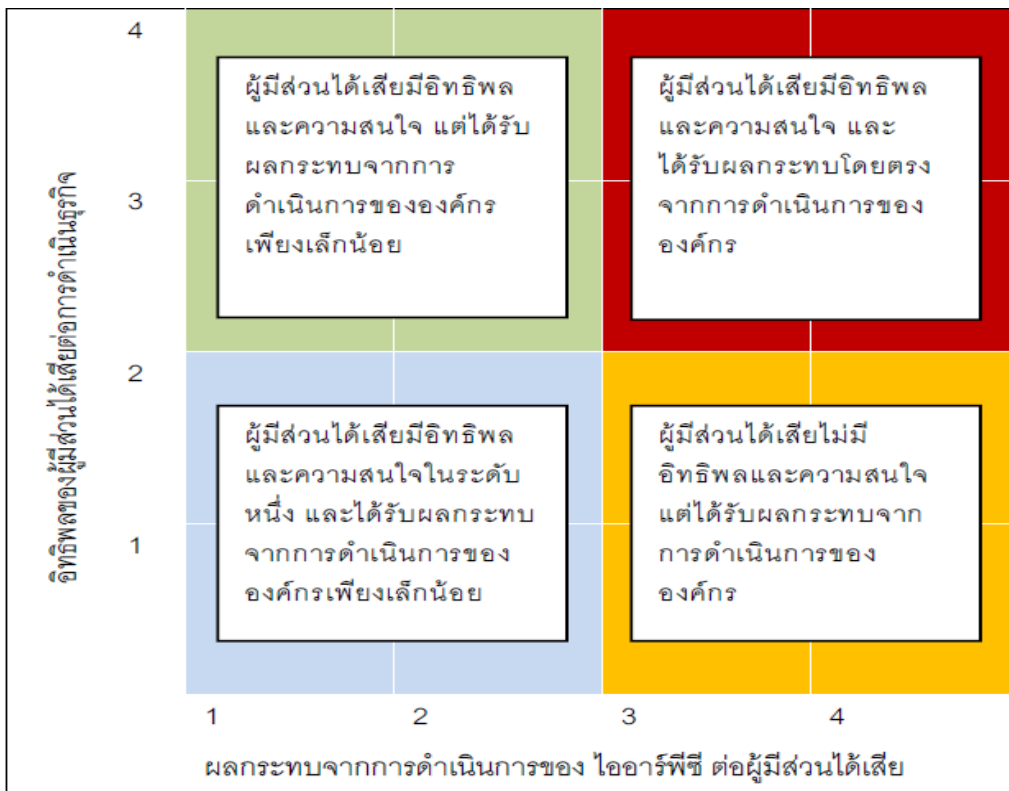 4
3
2
1
อิทธิพลของผู้มีส่วนได้เสียต่อการดำเนินธุรกิจ
ผู้มีส่วนได้เสียมีอิทธิพล
และความสนใจ แต่ได้รับ
ผลกระทบจากการ
ดำเนินการขององค์กร
เพียงเล็กน้อย
ผู้มีส่วนได้เสียมีอิทธิพล
และความสนใจ และ
ได้รับผลกระทบโดยตรง
จากการดำเนินการของ
องค์กร
ผู้มีส่วนได้เสียมีอิทธิพล
และความสนใจในระดับ
หนึ่ง และได้รับผลกระทบ
จากการดำเนินการของ
องค์กรเพียงเล็กน้อย
ผู้มีส่วนได้เสียไม่มี
อิทธิพลและความสนใจ
แต่ได้รับผลกระทบจาก
การดำเนินการของ
องค์กร
1 2 3 4
ผลกระทบจากการดำเนินการของ ไออาร์พีซี ต่อผู้มีส่วนได้เสีย